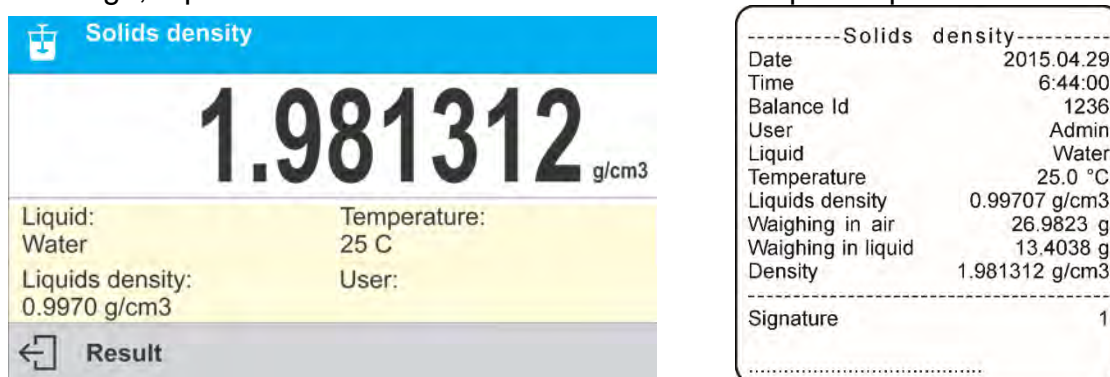 Solids density
1.981312 g/cm3
Liquid:
Water
Temperature:
25 C
Liquids density:
0.9970 g/cm3
User:
Result
----------Solids density----------
Date 2015.04.29
Time 6:44:00
Balance Id 1236
User Admin
Liquid Water
Temperature 25.0 °C
Liquids density 0.99707 g/cm3
Waighing in air 26.9823 g
Waighing in liquid 13.4038 g
Density 1.981312 g/cm3
----------------------------------------
Signature 1
........................................